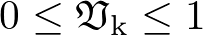 0 ≤ 𝔙ₖ ≤ 1